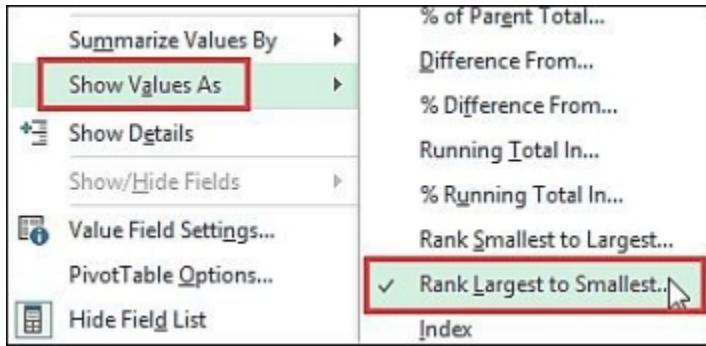 Summarize Values By
Show Values As
Show Details
Show/Hide Fields
Value Field Settings...
PivotTable Options...
Hide Field List
% of Parent Total...
Difference From...
% Difference From...
Running Total In...
% Running Total In...
Rank Smallest to Largest...
Rank Largest to Smallest...
Index